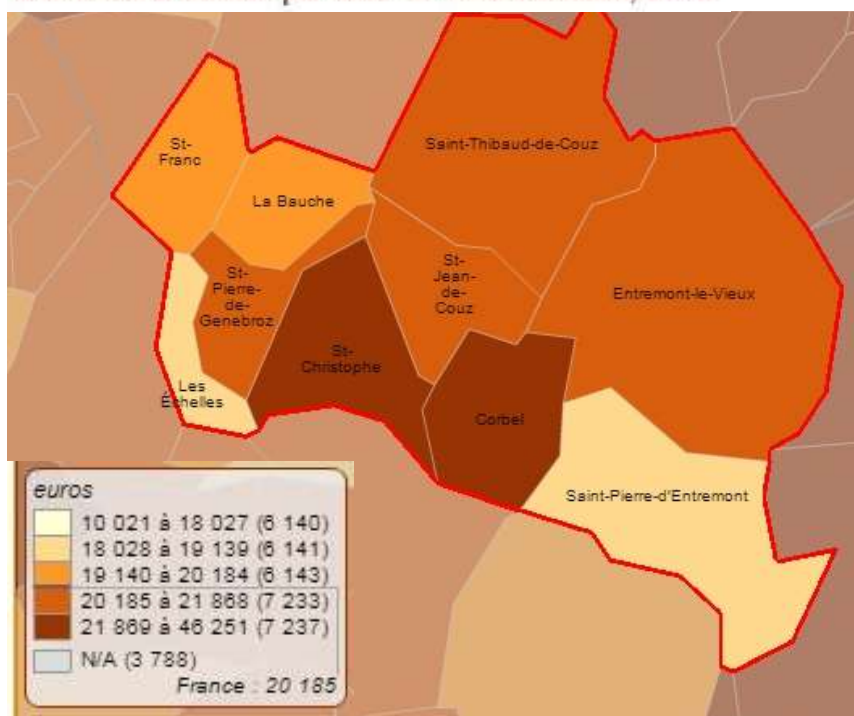 St-
Franc
La Bauche
Saint-Thibaud-de-Couz
St-
Pierre-
de-
Genebroz
St-
Jean-
de-
Couz
Entremont-le-Vieux
St-
Christophe
Les
Échelles
Corbel
Saint-Pierre-d'Entremont
euros
10 021 à 18 027 (6 140)
18 028 à 19 139 (6 141)
19 140 à 20 184 (6 143)
20 185 à 21 868 (7 233)
21 869 à 46 251 (7 237)
N/A (3 788)
France : 20 185